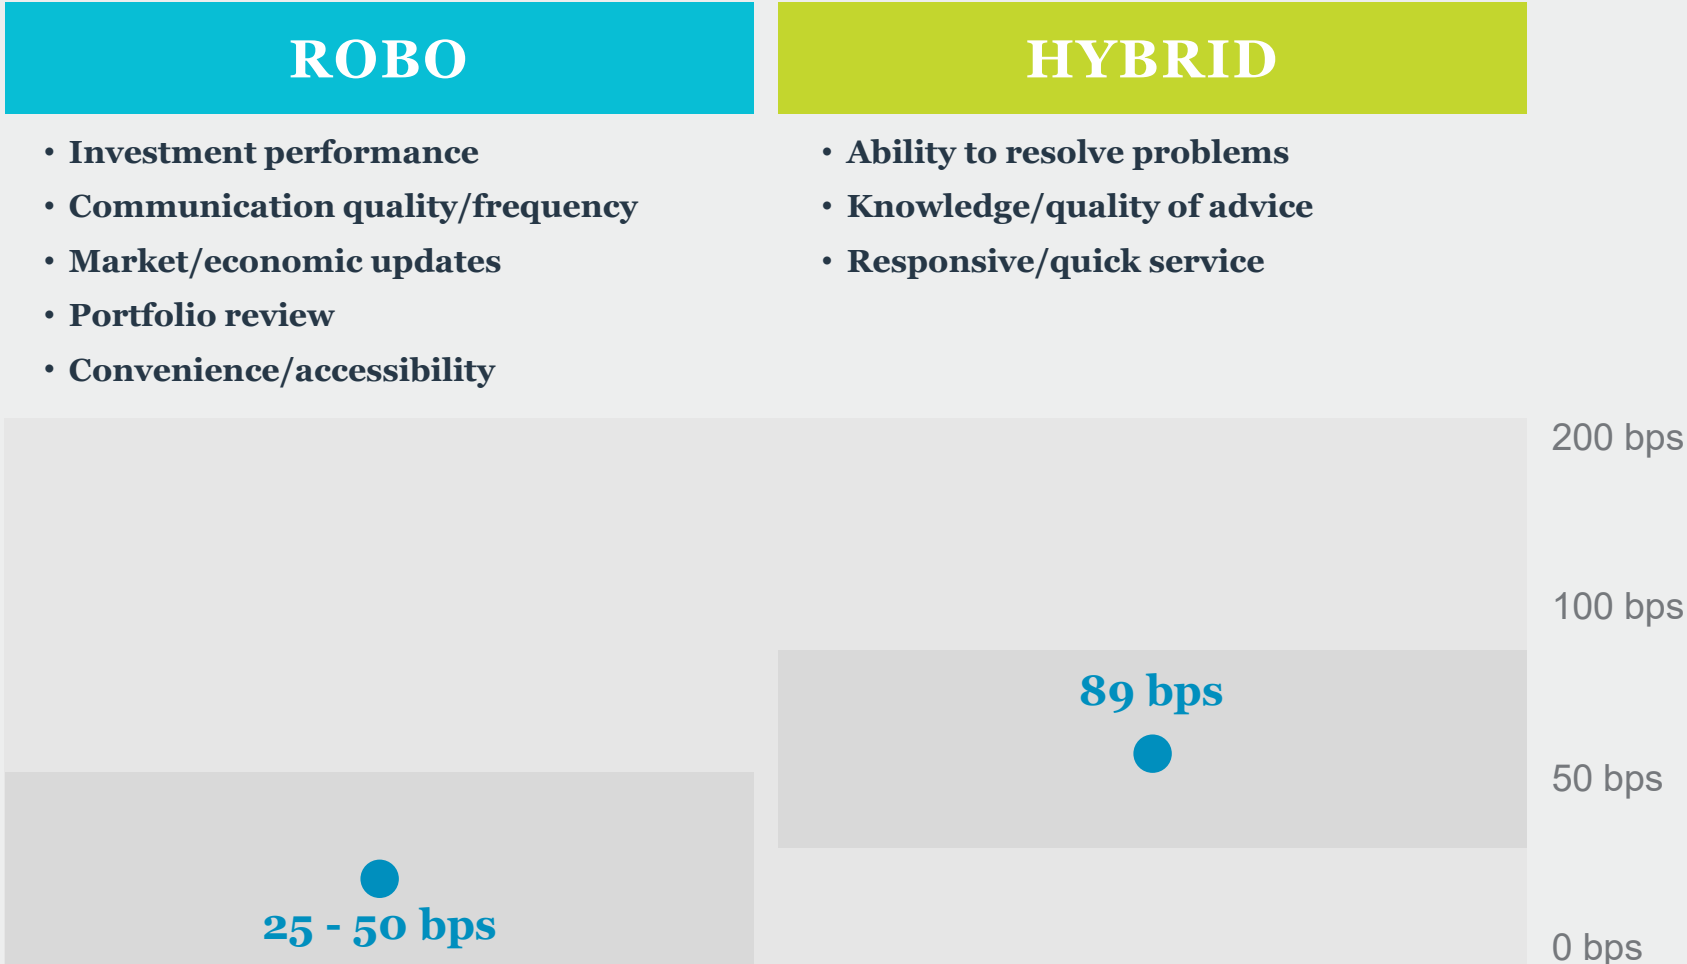 ROBO
• Investment performance
• Communication quality/frequency
• Market/economic updates
• Portfolio review
• Convenience/accessibility
HYBRID
• Ability to resolve problems
• Knowledge/quality of advice
• Responsive/quick service
200 bps
100 bps
89 bps
50 bps
25 - 50 bps
0 bps